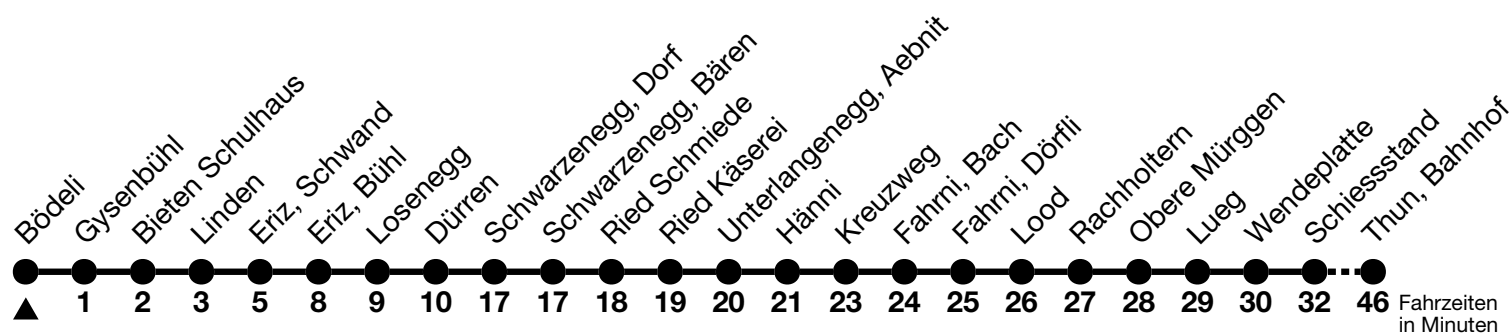 Bödeli
Gysenbühl
Bieten Schulhaus
Linden
Eriz, Schwand
Eriz, Bühl
Losenegg
Dürren
Schwarzenegg, Dorf
Schwarzenegg, Bären
Ried Schmiede
Ried Käserei
Unterlangenegg, Aebnit
Hänni
Kreuzweg
Fahrni, Bach
Fahrni, Dörfli
Lood
Rachholtern
Obere Mürggen
Lueg
Wendeplatte
Schiessstand
Thun, Bahnhof
1 2 3 5 8 9 10 17 17 18 19 20 21 23 24 25 26 27 28 29 30 32 46 Fahrzeiten
in Minuten